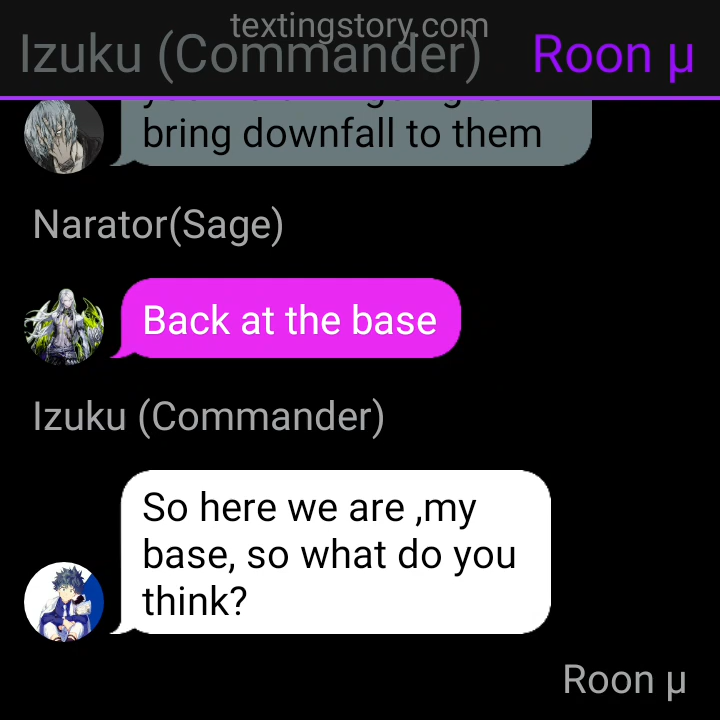 textingstory.com
Izuku (Commander) Roon μ
bring downfall to them
Narator(Sage)
Back at the base
Izuku (Commander)
So here we are ,my
base, so what do you
think?
Roon μ